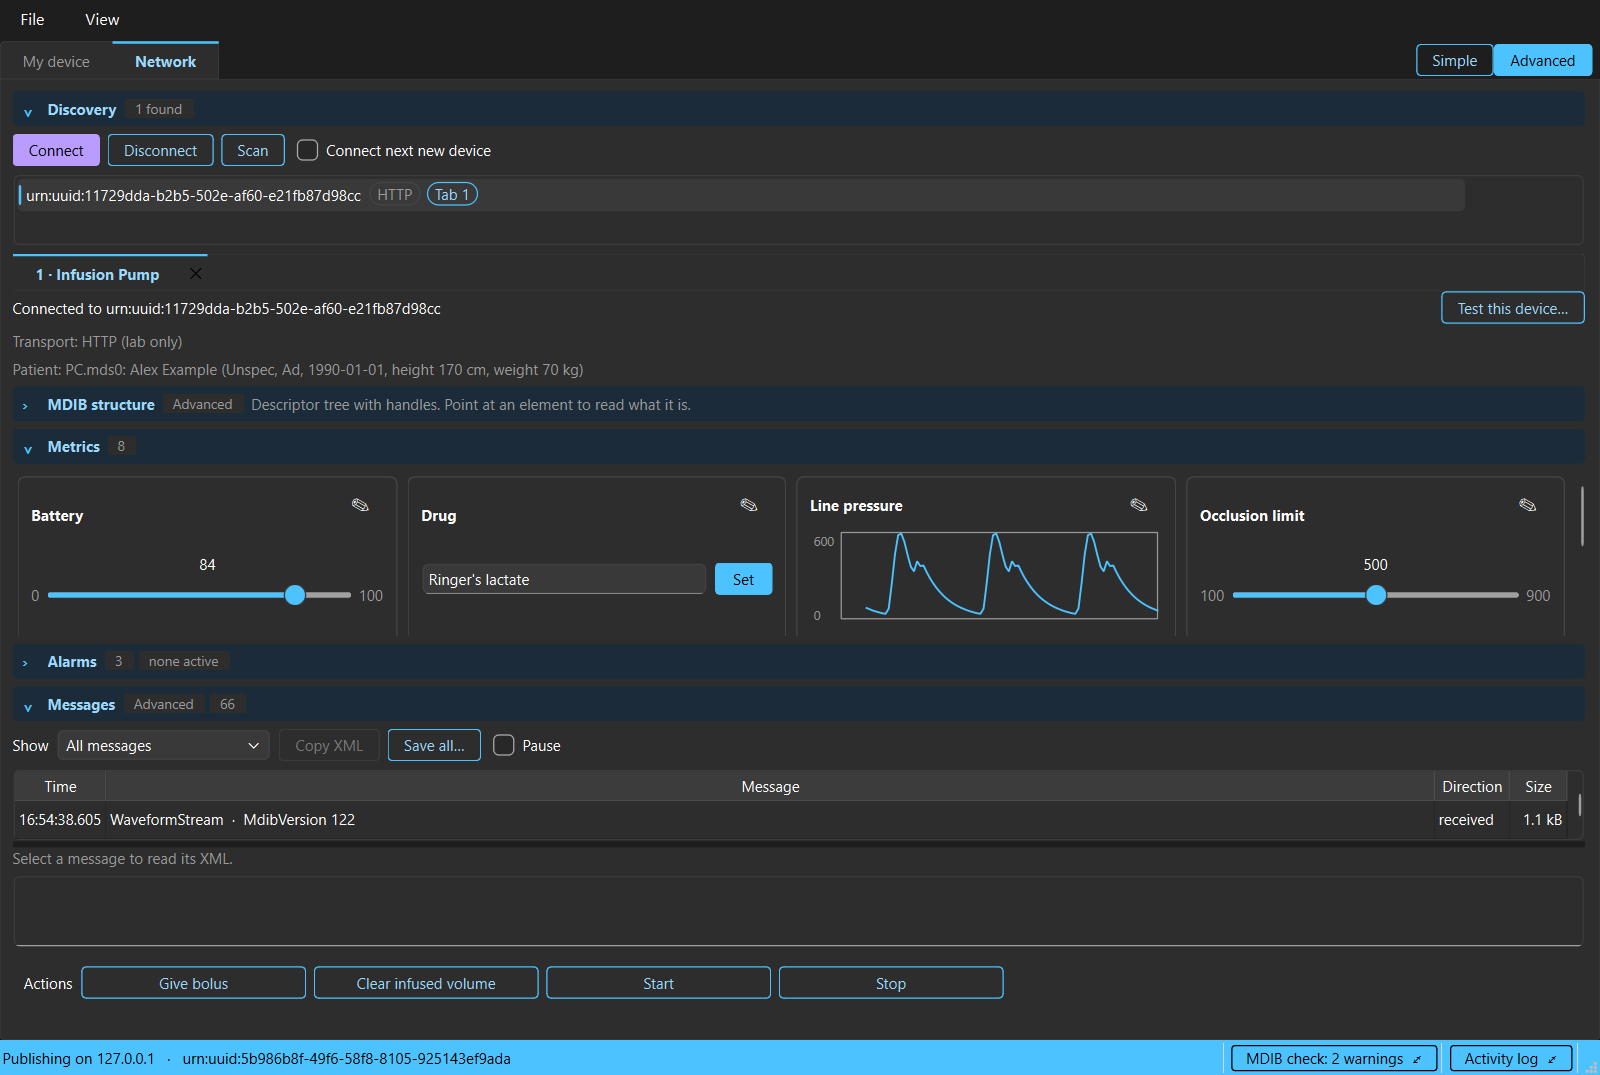 File View
My device Network Simple Advanced
Discovery 1 found
Connect Disconnect Scan Connect next new device
urn:uuid:11729dda-b2b5-502e-af60-e21fb87d98cc HTTP Tab 1
1 · Infusion Pump
Connected to urn:uuid:11729dda-b2b5-502e-af60-e21fb87d98cc Test this device...
Transport: HTTP (lab only)
Patient: PC.mds0: Alex Example (Unspec, Ad, 1990-01-01, height 170 cm, weight 70 kg)
MDIB structure Advanced Descriptor tree with handles. Point at an element to read what it is.
Metrics 8
Battery
84
0 100
Drug
Ringer's lactate Set
Line pressure
600
0
Occlusion limit
500
100 900
Alarms 3 none active
Messages Advanced 66
Show All messages Copy XML Save all... Pause
Time Message Direction Size
16:54:38.605 WaveformStream · MdibVersion 122 received 1.1 kB
Select a message to read its XML.
Actions Give bolus Clear infused volume Start Stop
Publishing on 127.0.0.1 · urn:uuid:5b986b8f-49f6-58f8-8105-925143ef9ada MDIB check: 2 warnings Activity log